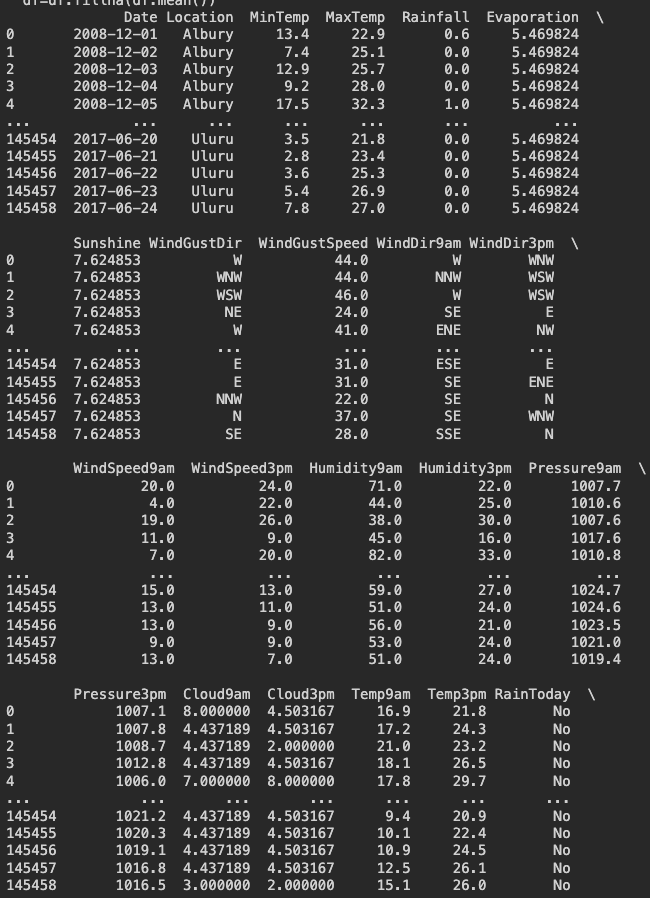 df=df.fillna(df.mean())
Date Location MinTemp MaxTemp Rainfall Evaporation \
0 2008-12-01 Albury 13.4 22.9 0.6 5.469824
1 2008-12-02 Albury 7.4 25.1 0.0 5.469824
2 2008-12-03 Albury 12.9 25.7 0.0 5.469824
3 2008-12-04 Albury 9.2 28.0 0.0 5.469824
4 2008-12-05 Albury 17.5 32.3 1.0 5.469824
... ... ... ... ... ... ...
145454 2017-06-20 Uluru 3.5 21.8 0.0 5.469824
145455 2017-06-21 Uluru 2.8 23.4 0.0 5.469824
145456 2017-06-22 Uluru 3.6 25.3 0.0 5.469824
145457 2017-06-23 Uluru 5.4 26.9 0.0 5.469824
145458 2017-06-24 Uluru 7.8 27.0 0.0 5.469824
Sunshine WindGustDir WindGustSpeed WindDir9am WindDir3pm \
0 7.624853 W 44.0 W WNW
1 7.624853 WNW 44.0 NNW WSW
2 7.624853 WSW 46.0 W WSW
3 7.624853 NE 24.0 SE E
4 7.624853 W 41.0 ENE NW
... ... ... ... ... ...
145454 7.624853 E 31.0 ESE E
145455 7.624853 E 31.0 SE ENE
145456 7.624853 NNW 22.0 SE N
145457 7.624853 N 37.0 SE WNW
145458 7.624853 SE 28.0 SSE N
WindSpeed9am WindSpeed3pm Humidity9am Humidity3pm Pressure9am \
0 20.0 24.0 71.0 22.0 1007.7
1 4.0 22.0 44.0 25.0 1010.6
2 19.0 26.0 38.0 30.0 1007.6
3 11.0 9.0 45.0 16.0 1017.6
4 7.0 20.0 82.0 33.0 1010.8
... ... ... ... ... ...
145454 15.0 13.0 59.0 27.0 1024.7
145455 13.0 11.0 51.0 24.0 1024.6
145456 13.0 9.0 56.0 21.0 1023.5
145457 9.0 9.0 53.0 24.0 1021.0
145458 13.0 7.0 51.0 24.0 1019.4
Pressure3pm Cloud9am Cloud3pm Temp9am Temp3pm RainToday \
0 1007.1 8.000000 4.503167 16.9 21.8 No
1 1007.8 4.437189 4.503167 17.2 24.3 No
2 1008.7 4.437189 2.000000 21.0 23.2 No
3 1012.8 4.437189 4.503167 18.1 26.5 No
4 1006.0 7.000000 8.000000 17.8 29.7 No
... ... ... ... ... ... ...
145454 1021.2 4.437189 4.503167 9.4 20.9 No
145455 1020.3 4.437189 4.503167 10.1 22.4 No
145456 1019.1 4.437189 4.503167 10.9 24.5 No
145457 1016.8 4.437189 4.503167 12.5 26.1 No
145458 1016.5 3.000000 2.000000 15.1 26.0 No